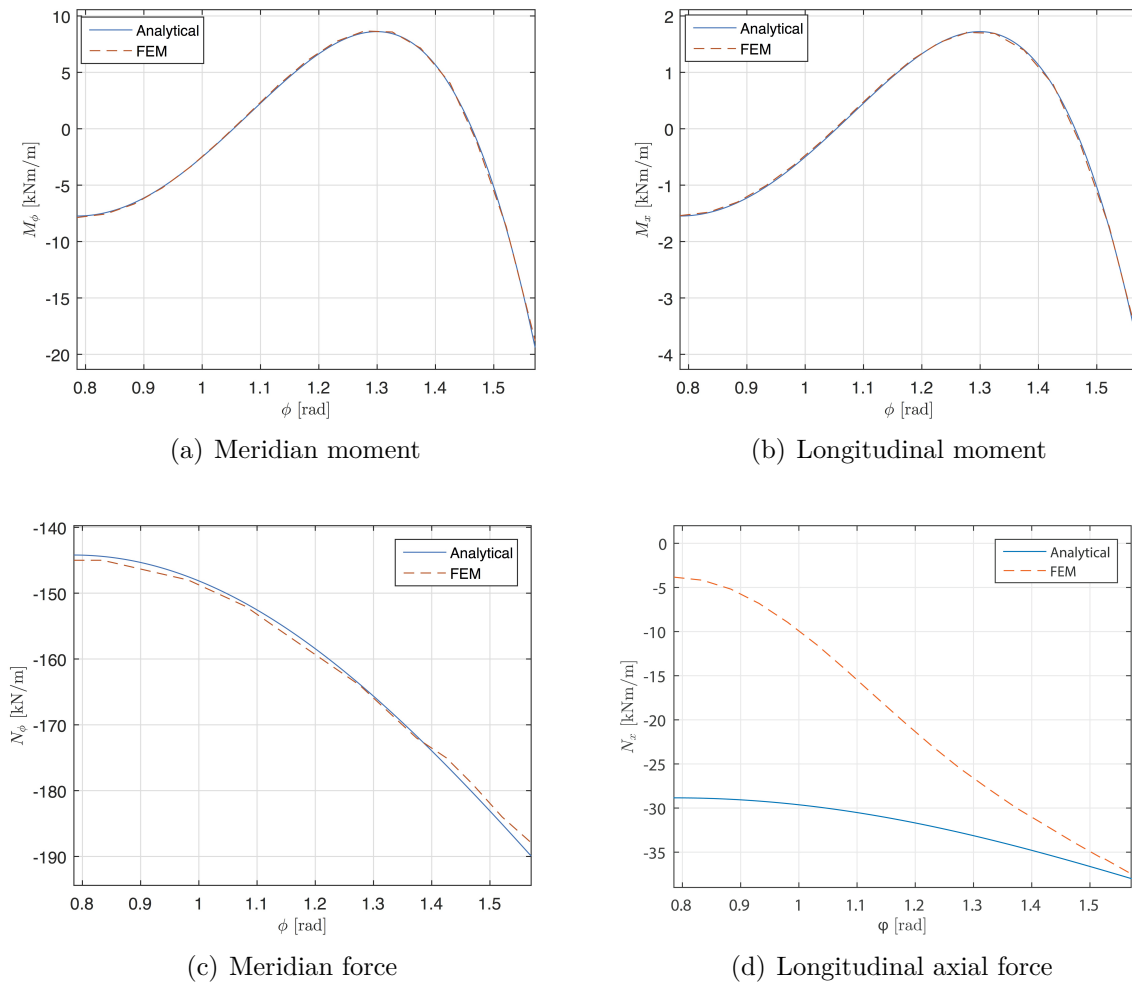 10
5
0
-5
-10
-15
-20
0.8 0.9 1 1.1 1.2 1.3 1.4 1.5
M_ϕ [kNm/m]
ϕ [rad]
Analytical
FEM
(a) Meridian moment
2
1
0
-1
-2
-3
-4
0.8 0.9 1 1.1 1.2 1.3 1.4 1.5
M_x [kNm/m]
ϕ [rad]
Analytical
FEM
(b) Longitudinal moment
-140
-150
-160
-170
-180
-190
0.8 0.9 1 1.1 1.2 1.3 1.4 1.5
N_ϕ [kN/m]
ϕ [rad]
Analytical
FEM
(c) Meridian force
0
-5
-10
-15
-20
-25
-30
-35
0.8 0.9 1 1.1 1.2 1.3 1.4 1.5
N_x [kNm/m]
φ [rad]
Analytical
FEM
(d) Longitudinal axial force